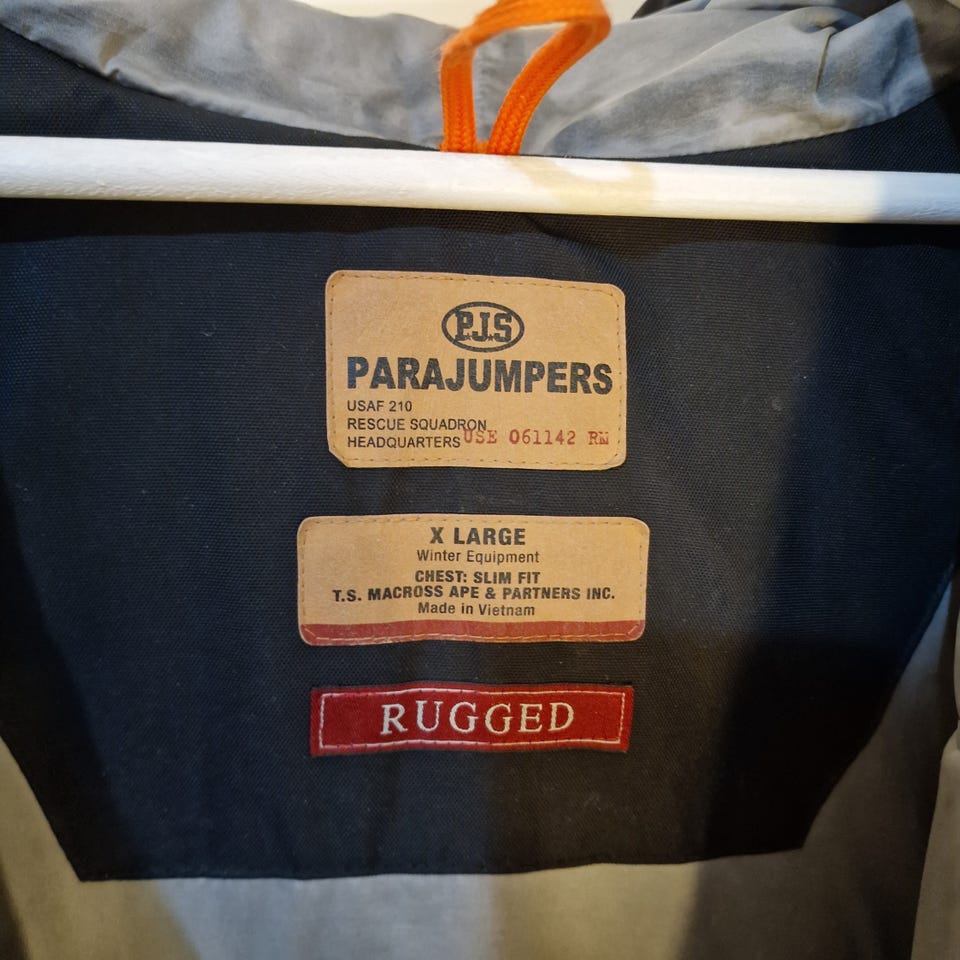 P.J.S
PARAJUMPERS
USAF 210
RESCUE SQUADRON
HEADQUARTERS USE 061142 RN
X LARGE
Winter Equipment
CHEST: SLIM FIT
T.S. MACROSS APE & PARTNERS INC.
Made in Vietnam
RUGGED